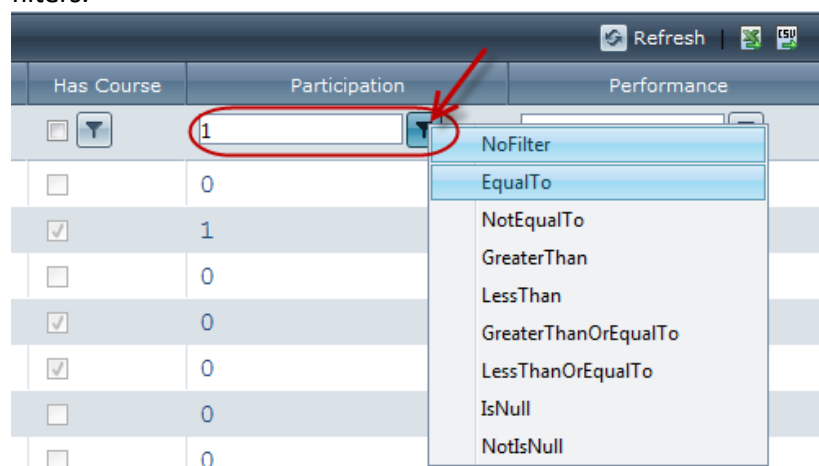 filters.
Refresh
CSV
Has Course Participation Performance
1
NoFilter
EqualTo
NotEqualTo
GreaterThan
LessThan
GreaterThanOrEqualTo
LessThanOrEqualTo
IsNull
NotIsNull
0
1
0
0
0
0
0